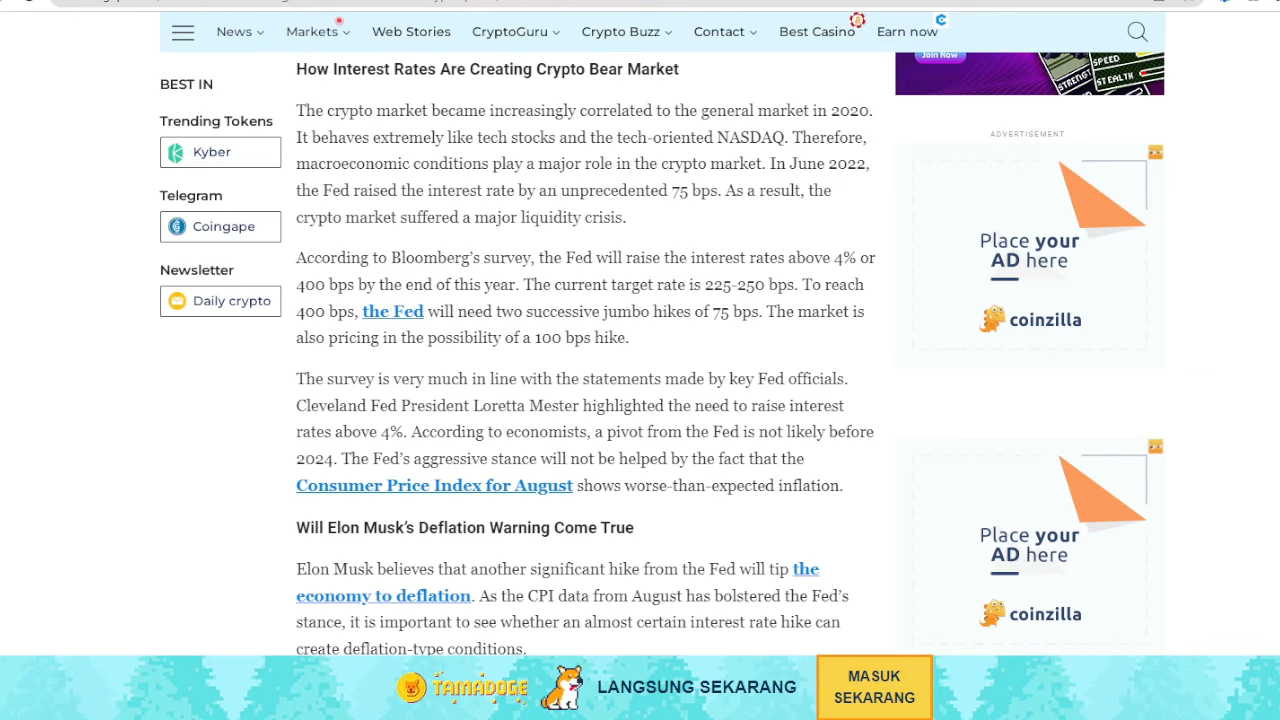 News
Markets
Web Stories
CryptoGuru
Crypto Buzz
Contact
Best Casino
Earn now
BEST IN
Trending Tokens
Kyber
Telegram
Coingape
Newsletter
Daily crypto
How Interest Rates Are Creating Crypto Bear Market
The crypto market became increasingly correlated to the general market in 2020.
It behaves extremely like tech stocks and the tech-oriented NASDAQ. Therefore,
macroeconomic conditions play a major role in the crypto market. In June 2022,
the Fed raised the interest rate by an unprecedented 75 bps. As a result, the
crypto market suffered a major liquidity crisis.
According to Bloomberg’s survey, the Fed will raise the interest rates above 4% or
400 bps by the end of this year. The current target rate is 225-250 bps. To reach
400 bps, the Fed will need two successive jumbo hikes of 75 bps. The market is
also pricing in the possibility of a 100 bps hike.
The survey is very much in line with the statements made by key Fed officials.
Cleveland Fed President Loretta Mester highlighted the need to raise interest
rates above 4%. According to economists, a pivot from the Fed is not likely before
2024. The Fed’s aggressive stance will not be helped by the fact that the
Consumer Price Index for August shows worse-than-expected inflation.
Will Elon Musk’s Deflation Warning Come True
Elon Musk believes that another significant hike from the Fed will tip the
economy to deflation. As the CPI data from August has bolstered the Fed’s
stance, it is important to see whether an almost certain interest rate hike can
create deflation-type conditions.
Join Now
SPEED
STRENGTH
STEALTH
ADVERTISEMENT
Place your
AD here
coinzilla
Place your
AD here
coinzilla
TAMADOGE
LANGSUNG SEKARANG
MASUK
SEKARANG